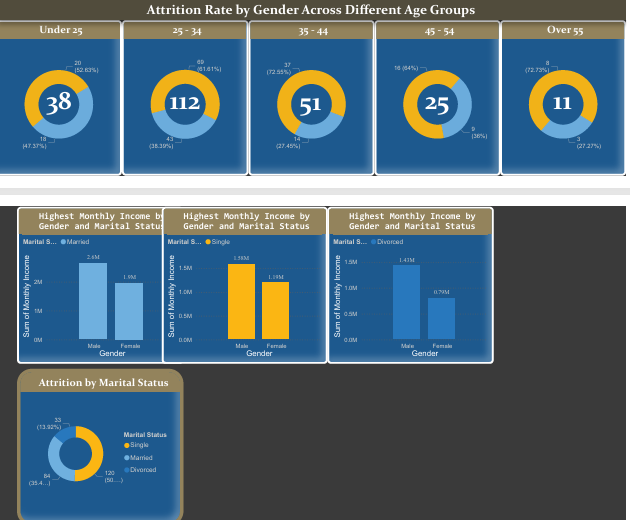 Attrition Rate by Gender Across Different Age Groups
Under 25
25 - 34
35 - 44
45 - 54
Over 55
20
(52.63%)
38
18
(47.37%)
69
(61.61%)
112
43
(38.39%)
37
(72.55%)
51
14
(27.45%)
16 (64%)
25
9
(36%)
8
(72.73%)
11
3
(27.27%)
Highest Monthly Income by
Gender and Marital Status
Marital S... Married
Sum of Monthly Income
2.6M
1.9M
2M
1M
0M
Male Female
Gender
Highest Monthly Income by
Gender and Marital Status
Marital S... Single
Sum of Monthly Income
1.58M
1.19M
1.5M
1.0M
0.5M
0.0M
Male Female
Gender
Highest Monthly Income by
Gender and Marital Status
Marital S... Divorced
Sum of Monthly Income
1.43M
0.79M
1.5M
1.0M
0.5M
0.0M
Male Female
Gender
Attrition by Marital Status
33
(13.92%)
84
(35.4...)
120
(50....)
Marital Status
Single
Married
Divorced